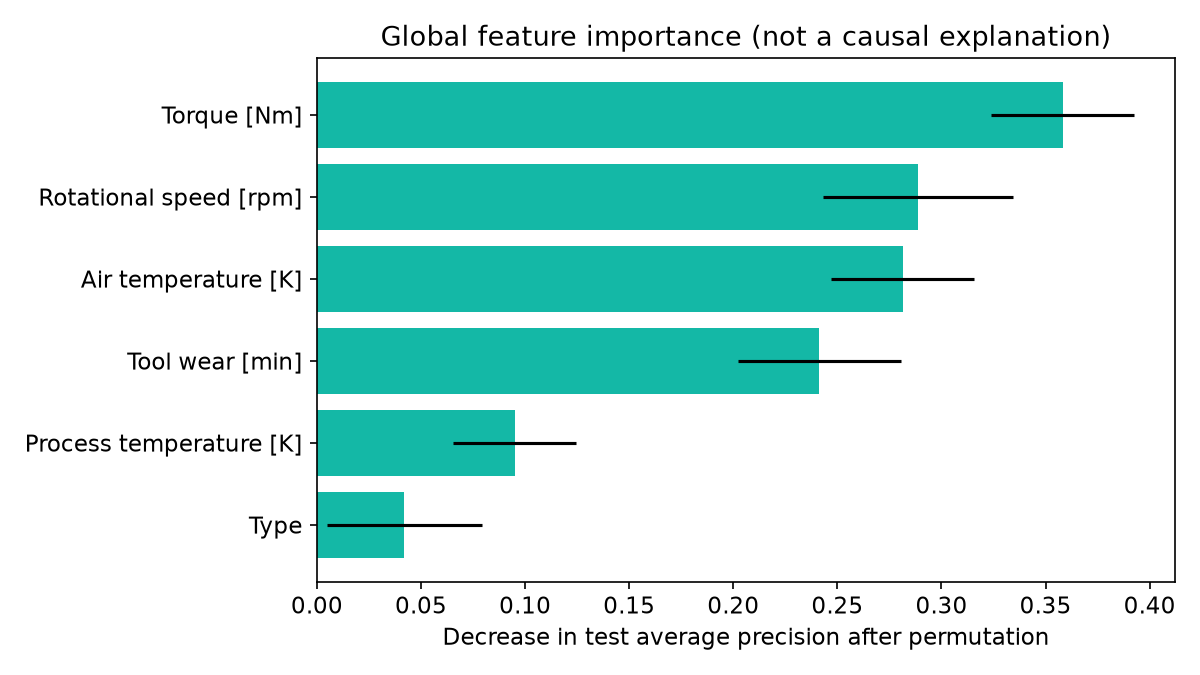 Global feature importance (not a causal explanation)
Torque [Nm]
Rotational speed [rpm]
Air temperature [K]
Tool wear [min]
Process temperature [K]
Type
0.00 0.05 0.10 0.15 0.20 0.25 0.30 0.35 0.40
Decrease in test average precision after permutation